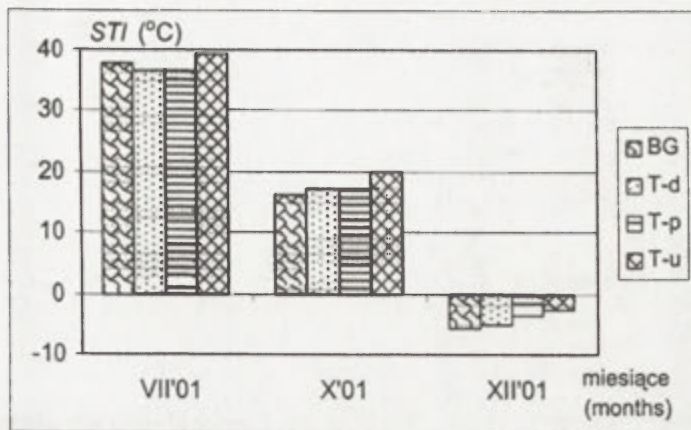 STI (°C)
40
30
20
10
0
-10
VII'01
X'01
XII'01
miesiące
(months)
BG
T-d
T-p
T-u